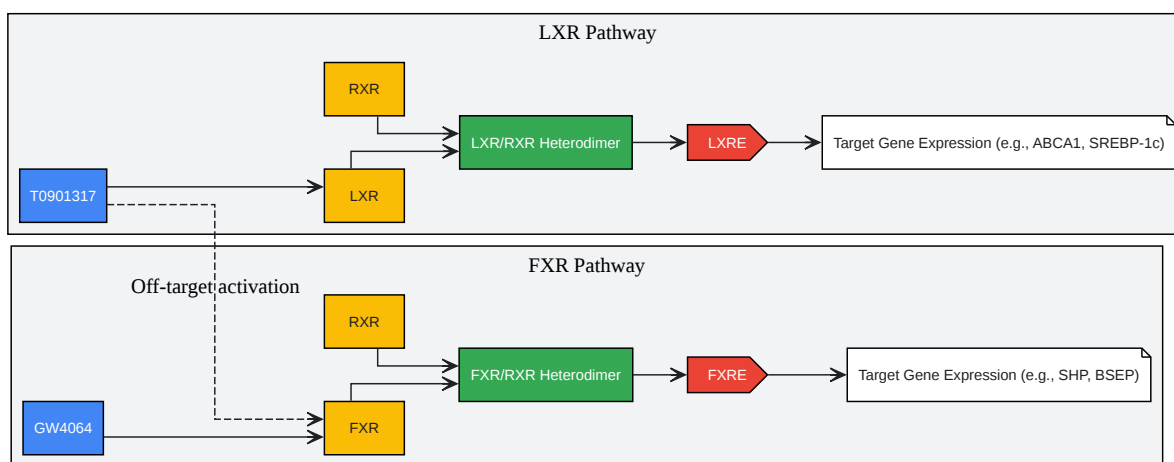 LXR Pathway
RXR
LXR/RXR Heterodimer
LXRE
Target Gene Expression (e.g., ABCA1, SREBP-1c)
T0901317
LXR
FXR Pathway
Off-target activation
RXR
FXR/RXR Heterodimer
FXRE
Target Gene Expression (e.g., SHP, BSEP)
GW4064
FXR